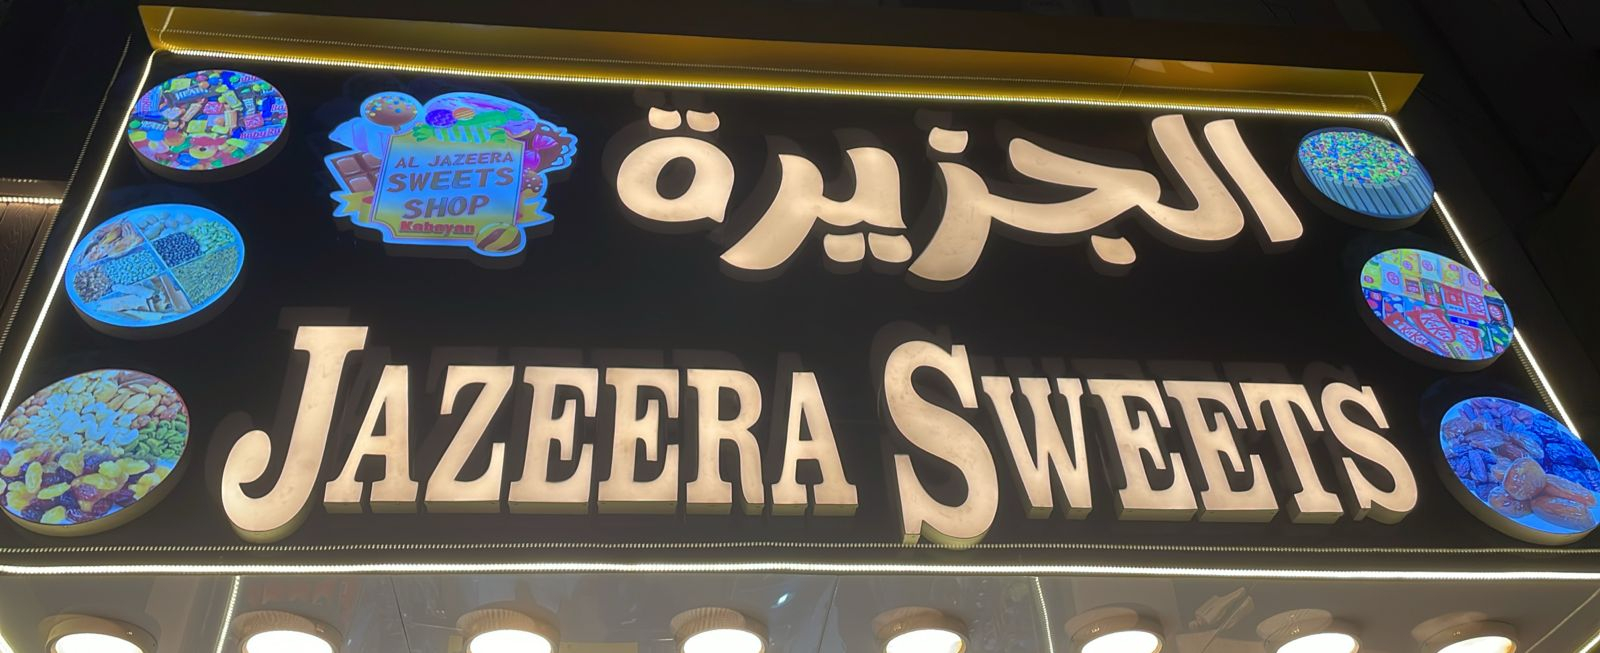 الجزيرة
AL JAZEERA
SWEETS
SHOP
Kabayan
JAZEERA SWEETS